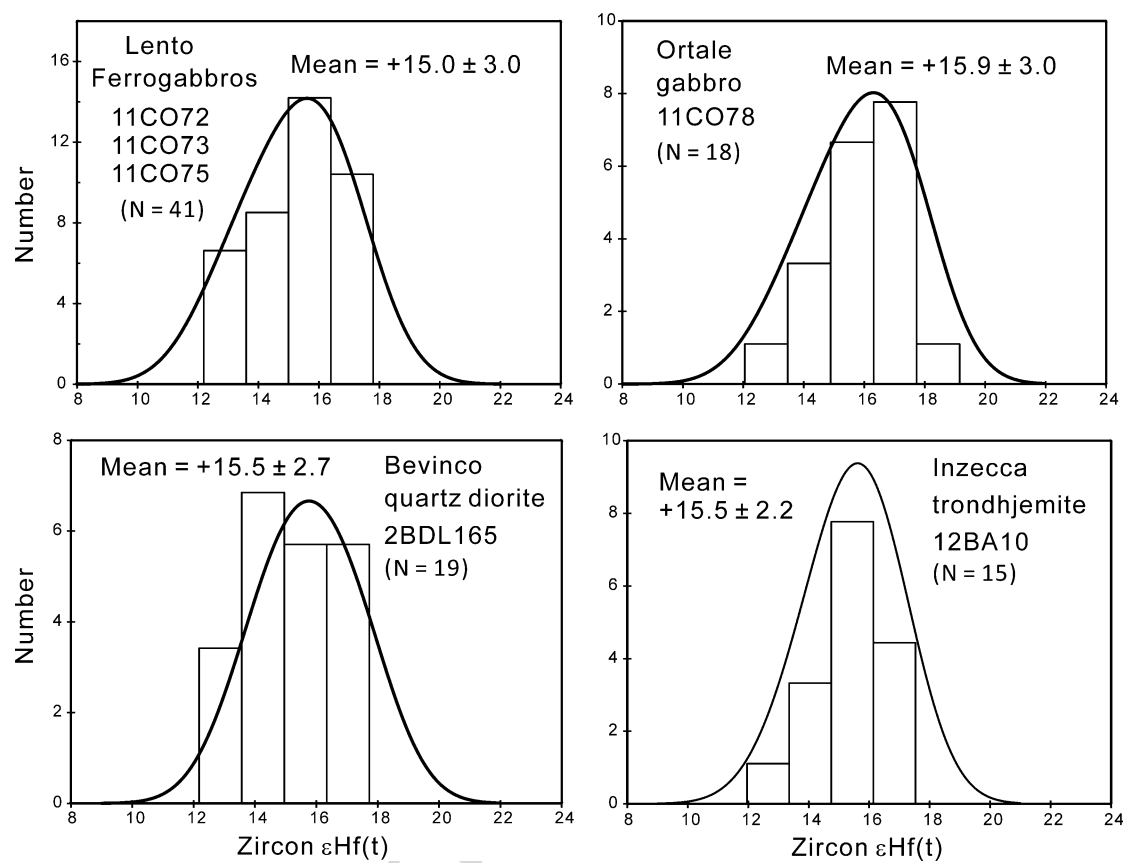 Lento
Ferrogabbros
11CO72
11CO73
11CO75
(N = 41)
Mean = +15.0 ± 3.0
Number
16
12
8
4
0
8 10 12 14 16 18 20 22 24
Ortale
gabbro
11CO78
(N = 18)
Mean = +15.9 ± 3.0
10
8
6
4
2
0
8 10 12 14 16 18 20 22 24
Mean = +15.5 ± 2.7
Bevinco
quartz diorite
2BDL165
(N = 19)
Number
8
6
4
2
0
8 10 12 14 16 18 20 22 24
Zircon εHf(t)
Mean =
+15.5 ± 2.2
Inzecca
trondhjemite
12BA10
(N = 15)
10
8
6
4
2
0
8 10 12 14 16 18 20 22 24
Zircon εHf(t)